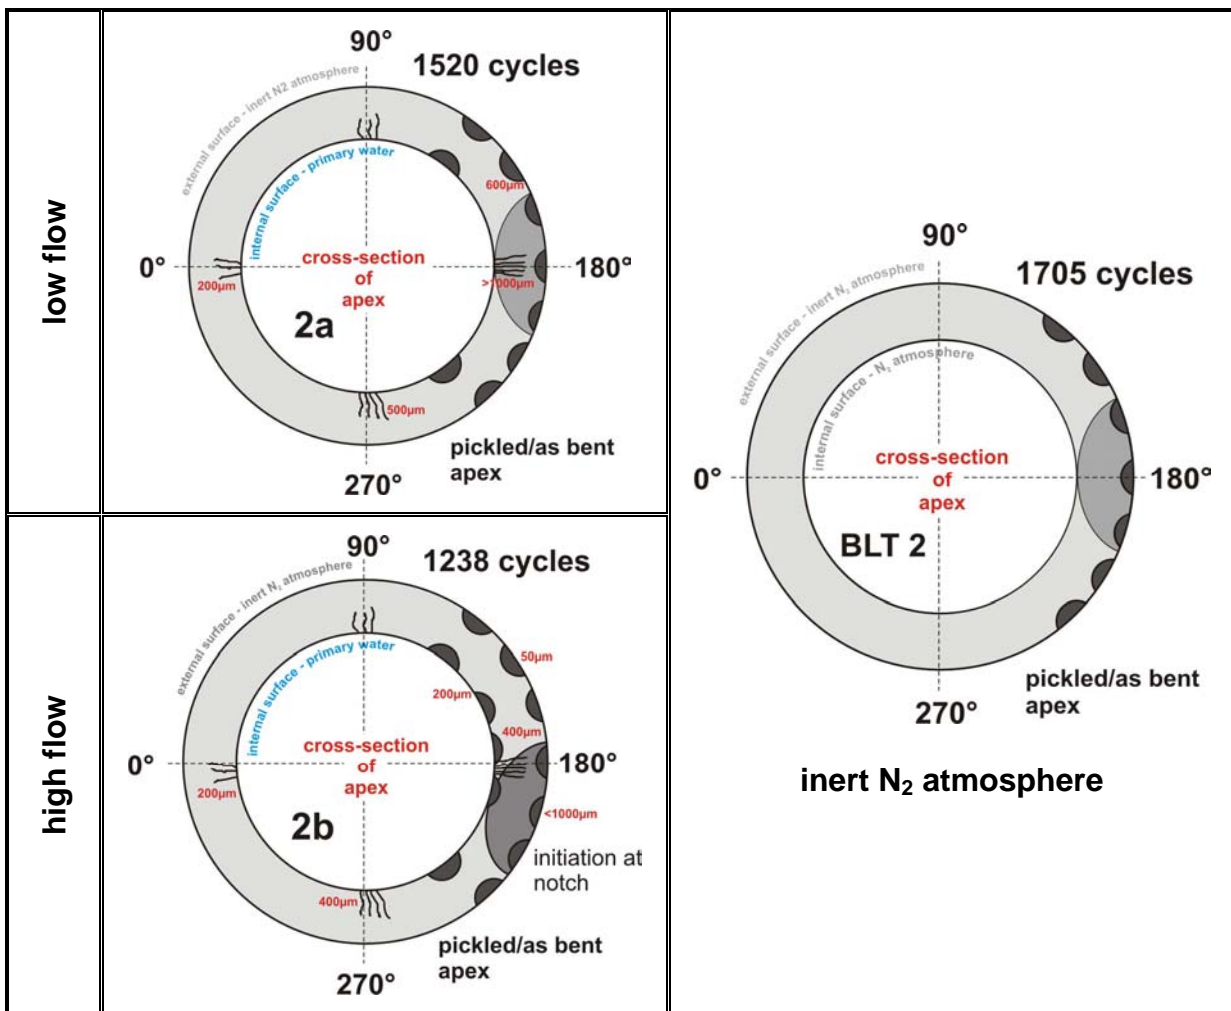 low flow
90°
1520 cycles
external surface - inert N2 atmosphere
internal surface - primary water
600µm
0°
cross-section
of
apex
180°
200µm
>1000µm
2a
500µm
pickled/as bent
apex
270°
high flow
90°
1238 cycles
external surface - inert N₂ atmosphere
internal surface - primary water
50µm
200µm
400µm
0°
cross-section
of
apex
180°
200µm
<1000µm
2b
initiation at
notch
400µm
pickled/as bent
apex
270°
90°
1705 cycles
external surface - inert N₂ atmosphere
internal surface - N₂ atmosphere
0°
cross-section
of
apex
180°
BLT 2
pickled/as bent
apex
270°
inert N₂ atmosphere